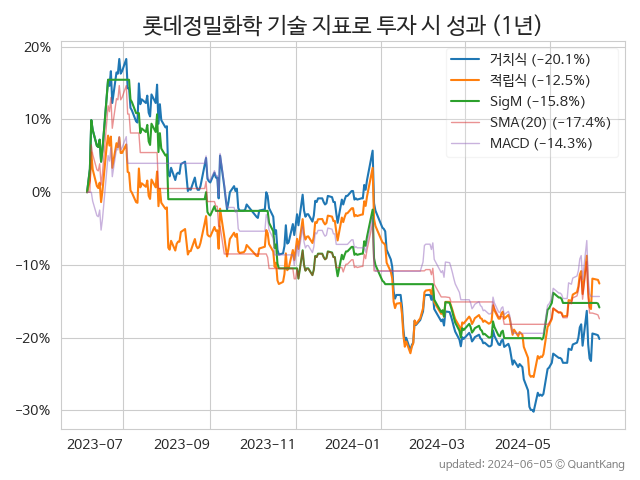 롯데정밀화학 기술 지표로 투자 시 성과 (1년)
20%
10%
0%
−10%
−20%
−30%
거치식 (−20.1%)
적립식 (−12.5%)
SigM (−15.8%)
SMA(20) (−17.4%)
MACD (−14.3%)
2023-07
2023-09
2023-11
2024-01
2024-03
2024-05
updated: 2024-06-05 ⓒ QuantKang